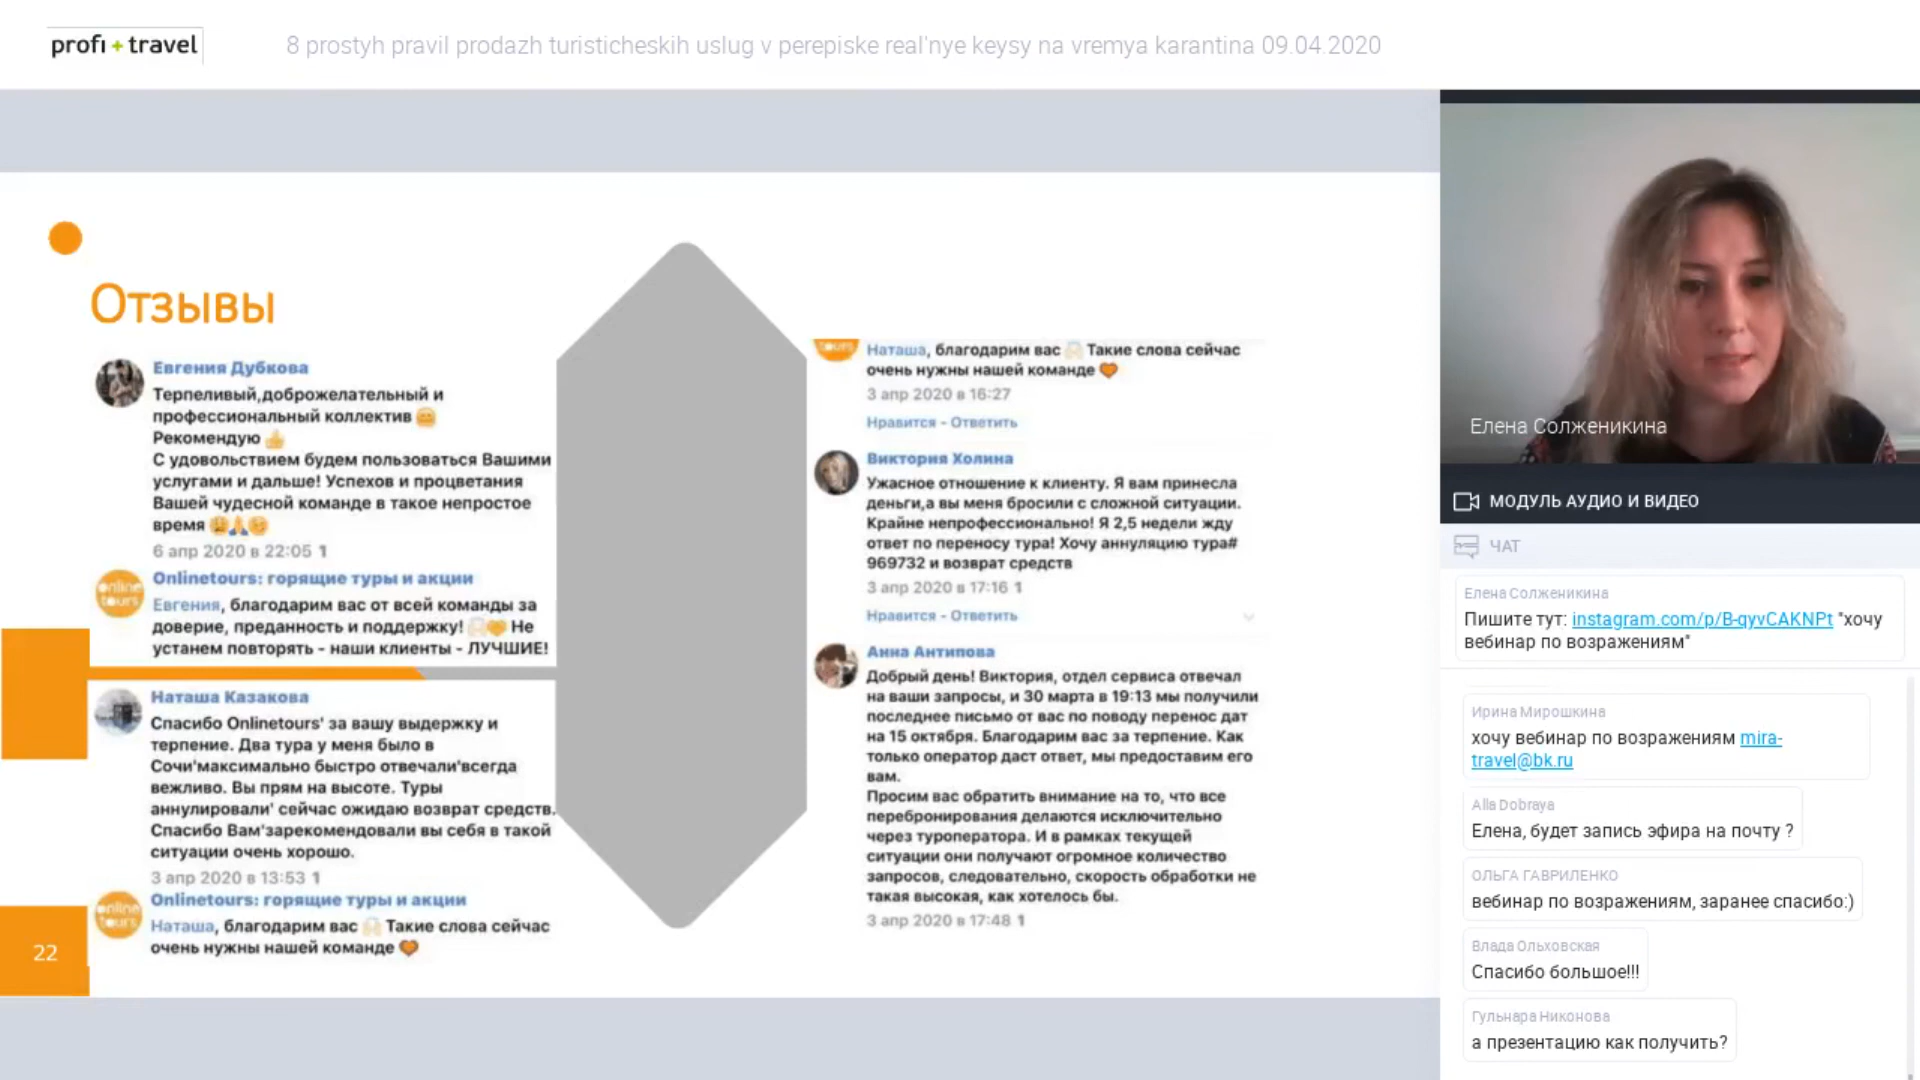 profi + travel
8 prostyh pravil prodazh turisticheskih uslug v perepiske real'nye keysy na vremya karantina 09.04.2020
Отзывы
Евгения Дубкова
Терпеливый,доброжелательный и
профессиональный коллектив
Рекомендую
С удовольствием будем пользоваться Вашими
услугами и дальше! Успехов и процветания
Вашей чудесной команде в такое непростое
время
6 апр 2020 в 22:05 1
online
tours
Onlinetours: горящие туры и акции
Евгения, благодарим вас от всей команды за
доверие, преданность и поддержку! Не
устанем повторять - наши клиенты - ЛУЧШИЕ!
Наташа Казакова
Спасибо Onlinetours' за вашу выдержку и
терпение. Два тура у меня было в
Сочи'максимально быстро отвечали'всегда
вежливо. Вы прям на высоте. Туры
аннулировали' сейчас ожидаю возврат средств.
Спасибо Вам'зарекомендовали вы себя в такой
ситуации очень хорошо.
3 апр 2020 в 13:53 1
online
tours
Onlinetours: горящие туры и акции
Наташа, благодарим вас Такие слова сейчас
очень нужны нашей команде
22
tours
Наташа, благодарим вас Такие слова сейчас
очень нужны нашей команде
3 апр 2020 в 16:27
Нравится - Ответить
Виктория Холина
Ужасное отношение к клиенту. Я вам принесла
деньги,а вы меня бросили с сложной ситуации.
Крайне непрофессионально! Я 2,5 недели жду
ответ по переносу тура! Хочу аннуляцию тура#
969732 и возврат средств
3 апр 2020 в 17:16 1
Нравится - Ответить
Анна Антипова
Добрый день! Виктория, отдел сервиса отвечал
на ваши запросы, и 30 марта в 19:13 мы получили
последнее письмо от вас по поводу перенос дат
на 15 октября. Благодарим вас за терпение. Как
только оператор даст ответ, мы предоставим его
вам.
Просим вас обратить внимание на то, что все
перебронирования делаются исключительно
через туроператора. И в рамках текущей
ситуации они получают огромное количество
запросов, следовательно, скорость обработки не
такая высокая, как хотелось бы.
3 апр 2020 в 17:48 1
Елена Солженикина
МОДУЛЬ АУДИО И ВИДЕО
ЧАТ
Елена Солженикина
Пишите тут: instagram.com/p/B-qyvCAKNPt "хочу
вебинар по возражениям"
Ирина Мирошкина
хочу вебинар по возражениям mira-
travel@bk.ru
Alla Dobraya
Елена, будет запись эфира на почту ?
ОЛЬГА ГАВРИЛЕНКО
вебинар по возражениям, заранее спасибо:)
Влада Ольховская
Спасибо большое!!!
Гульнара Никонова
а презентацию как получить?